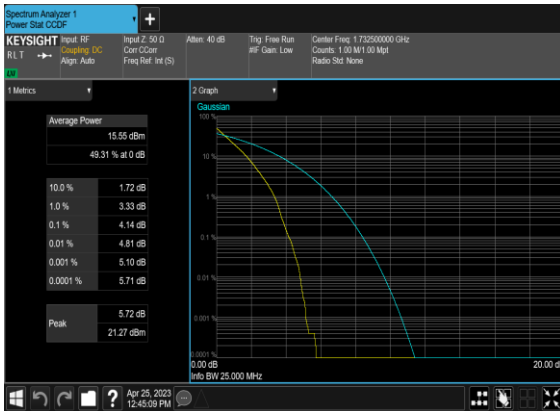 Spectrum Analyzer 1
Power Stat CCDF
KEYSIGHT
RLT
Input: RF
Coupling: DC
Align: Auto
Input Z: 50 Ω
Corr CCorr
Freq Ref: Int (S)
Atten: 40 dB
Trig: Free Run
#IF Gain: Low
Center Freq: 1.732500000 GHz
Counts: 1.00 M/1.00 Mpt
Radio Std: None
1 Metrics
Average Power
15.55 dBm
49.31 % at 0 dB
10.0 % 1.72 dB
1.0 % 3.33 dB
0.1 % 4.14 dB
0.01 % 4.81 dB
0.001 % 5.10 dB
0.0001 % 5.71 dB
Peak
5.72 dB
21.27 dBm
2 Graph
Gaussian
100 %
10 %
1 %
0.1 %
0.01 %
0.001 %
0.0001 %
0.00 dB
20.00 d
Info BW 25.000 MHz
Apr 25, 2023
12:45:09 PM